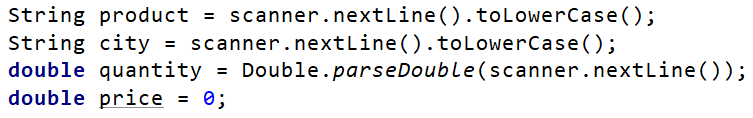 String product = scanner.nextLine().toLowerCase();
String city = scanner.nextLine().toLowerCase();
double quantity = Double.parseDouble(scanner.nextLine());
double price = 0;